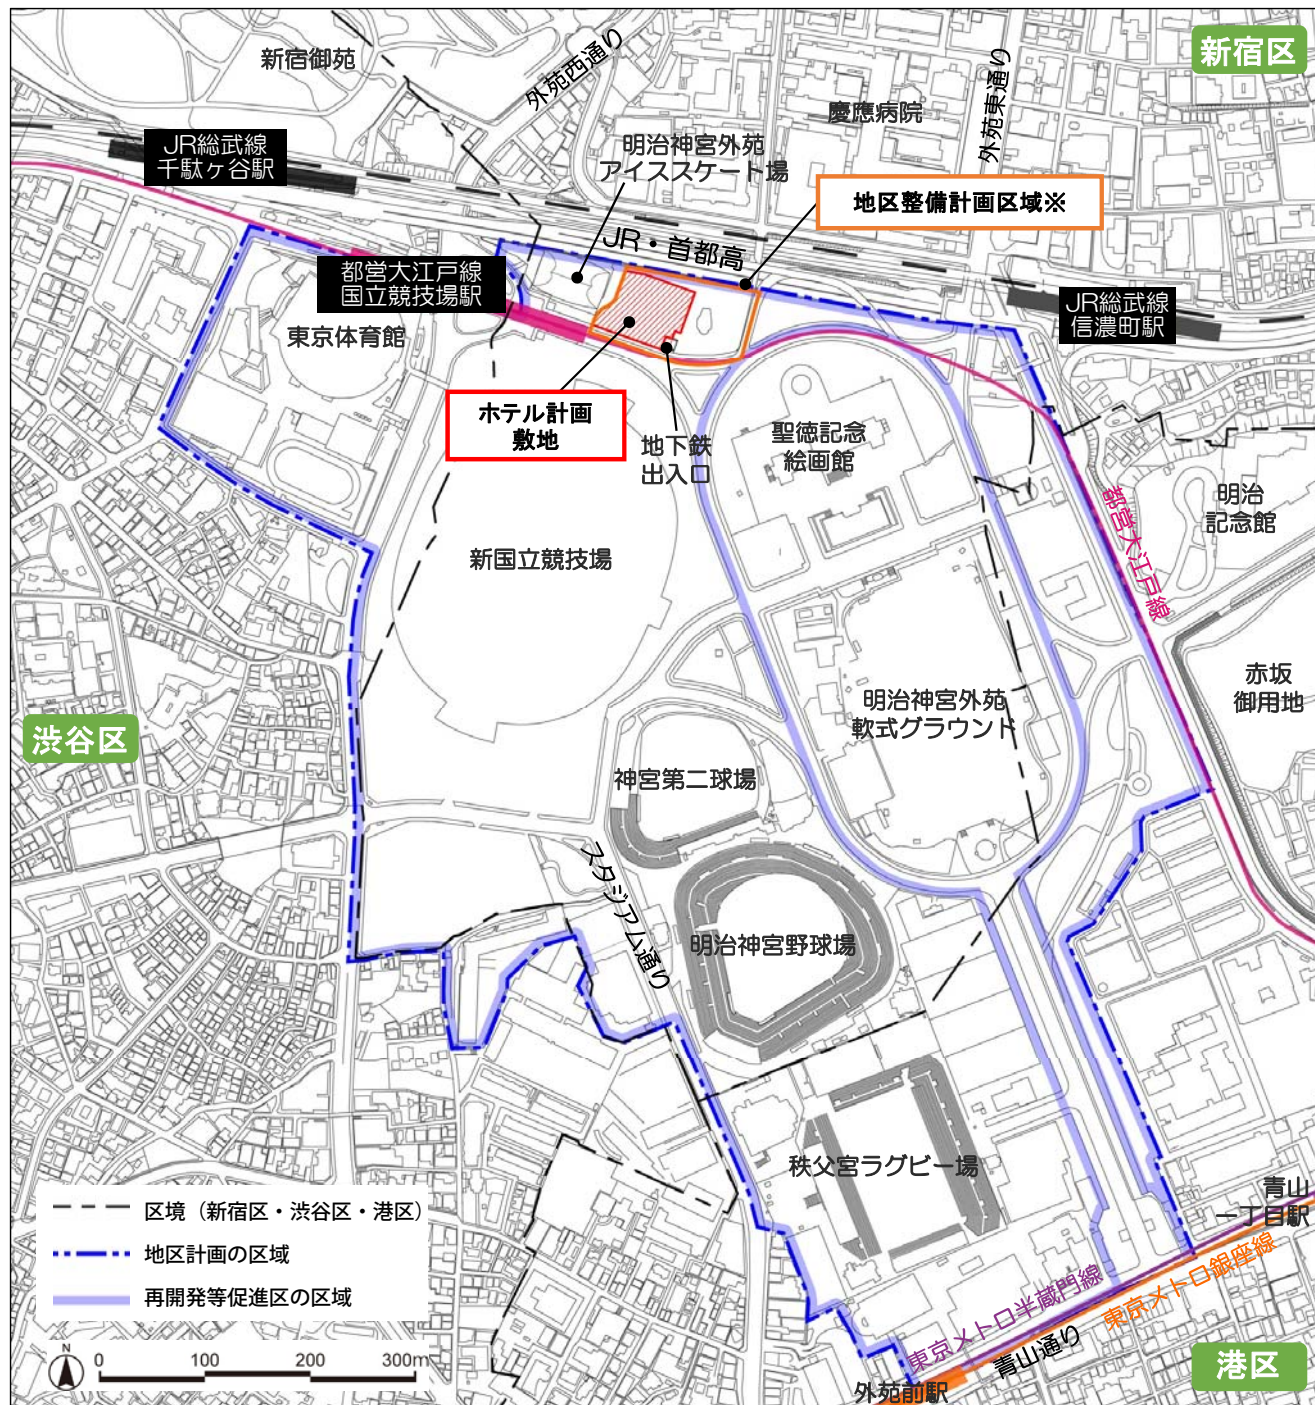 新宿区
新宿御苑
外苑西通り
慶應病院
外苑東通り
JR総武線
千駄ヶ谷駅
明治神宮外苑
アイススケート場
地区整備計画区域※
JR・首都高
都営大江戸線
国立競技場駅
JR総武線
信濃町駅
東京体育館
ホテル計画
敷地
地下鉄
出入口
聖徳記念
絵画館
明治
記念館
都営大江戸線
新国立競技場
赤坂
御用地
明治神宮外苑
軟式グラウンド
渋谷区
神宮第二球場
スタジアム通り
明治神宮野球場
秩父宮ラグビー場
青山
一丁目駅
区境（新宿区・渋谷区・港区）
地区計画の区域
再開発等促進区の区域
東京メトロ半蔵門線
東京メトロ銀座線
青山通り
外苑前駅
港区
N
0 100 200 300m